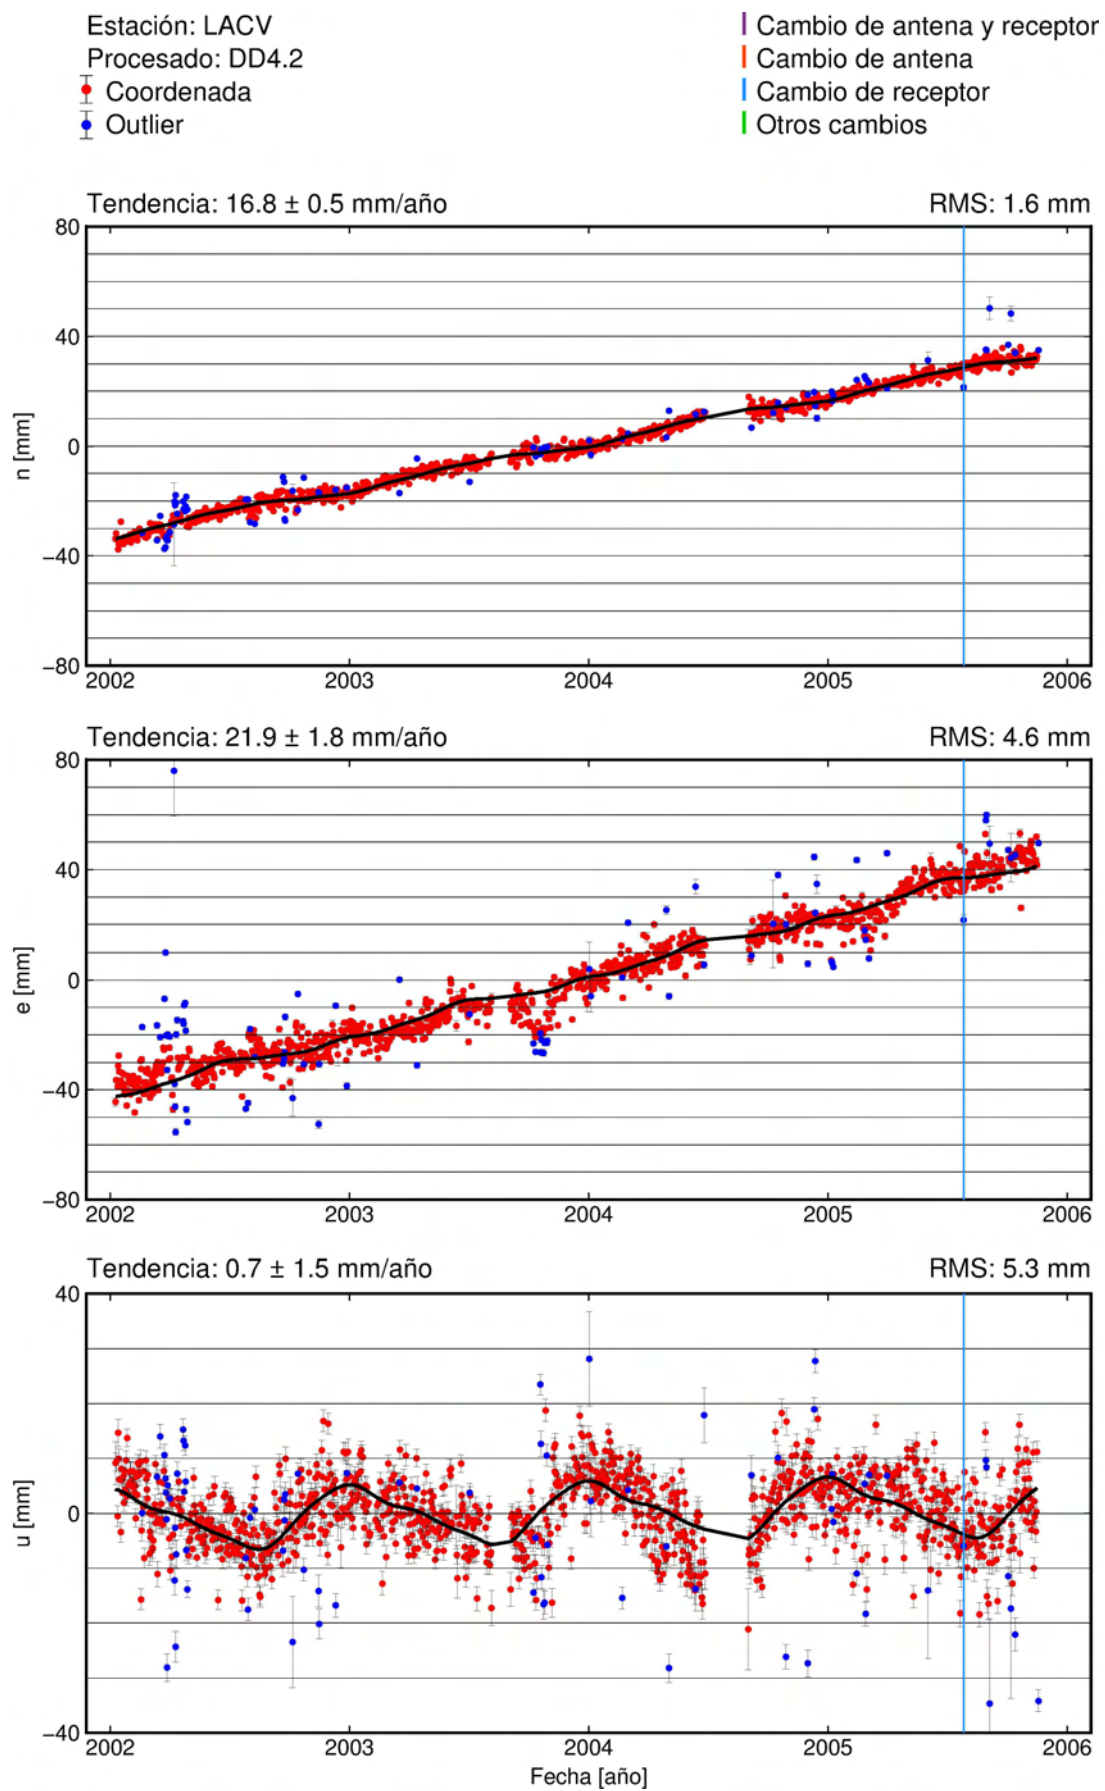 Estación: LACV
Procesado: DD4.2
Coordenada
Outlier
Cambio de antena y receptor
Cambio de antena
Cambio de receptor
Otros cambios
Tendencia: 16.8 ± 0.5 mm/año RMS: 1.6 mm
80
40
0
−40
−80
n [mm]
2002 2003 2004 2005 2006
Tendencia: 21.9 ± 1.8 mm/año RMS: 4.6 mm
80
40
0
−40
−80
e [mm]
2002 2003 2004 2005 2006
Tendencia: 0.7 ± 1.5 mm/año RMS: 5.3 mm
40
20
0
−20
−40
u [mm]
2002 2003 2004 2005 2006
Fecha [año]